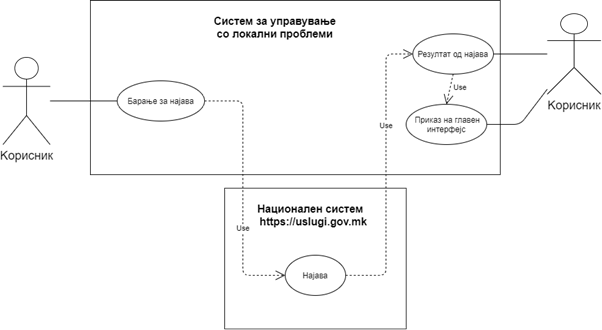 Систем за управување
со локални проблеми
Барање за најава
Резултат од најава
Use
Приказ на главен
интерфејс
Корисник
Корисник
Use
Use
Национален систем
https://uslugi.gov.mk
Најава